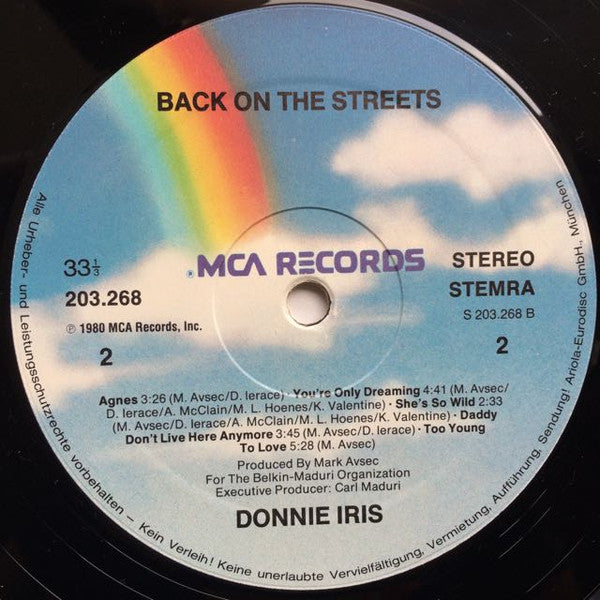 BACK ON THE STREETS
MCA RECORDS
33⅓
203.268
℗ 1980 MCA Records, Inc.
2
STEREO
STEMRA
S 203.268 B
2
Agnes 3:26 (M. Avsec/D. Ierace) · You're Only Dreaming 4:41 (M. Avsec/
D. Ierace/A. McClain/M. L. Hoenes/K. Valentine) · She's So Wild 2:33
(M. Avsec/D. Ierace/A. McClain/M. L. Hoenes/K. Valentine) · Daddy
Don't Live Here Anymore 3:45 (M. Avsec/D. Ierace) · Too Young
To Love 5:28 (M. Avsec)
Produced By Mark Avsec
For The Belkin-Maduri Organization
Executive Producer: Carl Maduri
DONNIE IRIS
Alle Urheber- und Leistungsschutzrechte vorbehalten – Kein Verleih! Keine unerlaubte Vervielfältigung, Vermietung, Aufführung, Sendung! Ariola-Eurodisc GmbH., München